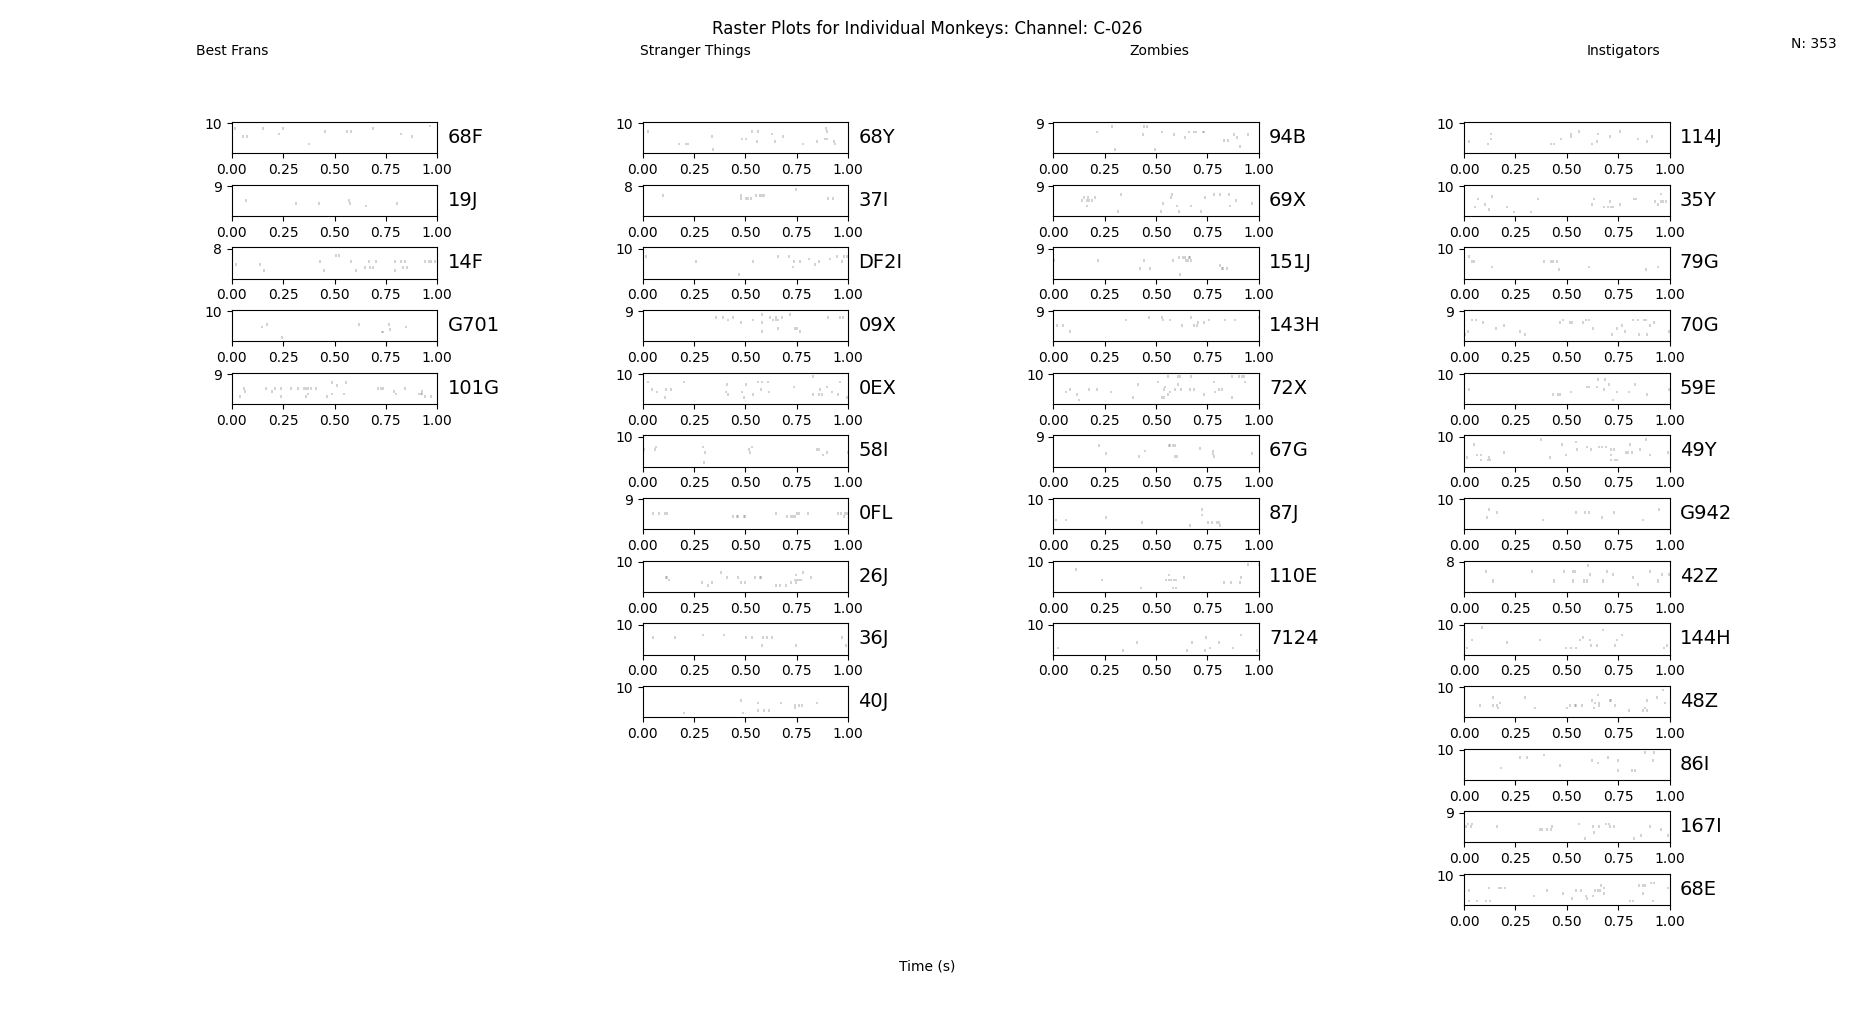 Raster Plots for Individual Monkeys: Channel: C-026
Best Frans Stranger Things Zombies Instigators N: 353
10 68F 10 68Y 9 94B 10 114J
0.00 0.25 0.50 0.75 1.00 0.00 0.25 0.50 0.75 1.00 0.00 0.25 0.50 0.75 1.00 0.00 0.25 0.50 0.75 1.00
9 19J 8 37I 9 69X 10 35Y
0.00 0.25 0.50 0.75 1.00 0.00 0.25 0.50 0.75 1.00 0.00 0.25 0.50 0.75 1.00 0.00 0.25 0.50 0.75 1.00
8 14F 10 DF2I 9 151J 10 79G
0.00 0.25 0.50 0.75 1.00 0.00 0.25 0.50 0.75 1.00 0.00 0.25 0.50 0.75 1.00 0.00 0.25 0.50 0.75 1.00
10 G701 9 09X 9 143H 9 70G
0.00 0.25 0.50 0.75 1.00 0.00 0.25 0.50 0.75 1.00 0.00 0.25 0.50 0.75 1.00 0.00 0.25 0.50 0.75 1.00
9 101G 10 0EX 10 72X 10 59E
0.00 0.25 0.50 0.75 1.00 0.00 0.25 0.50 0.75 1.00 0.00 0.25 0.50 0.75 1.00 0.00 0.25 0.50 0.75 1.00
10 58I 9 67G 10 49Y
0.00 0.25 0.50 0.75 1.00 0.00 0.25 0.50 0.75 1.00 0.00 0.25 0.50 0.75 1.00
9 0FL 10 87J 10 G942
0.00 0.25 0.50 0.75 1.00 0.00 0.25 0.50 0.75 1.00 0.00 0.25 0.50 0.75 1.00
10 26J 10 110E 8 42Z
0.00 0.25 0.50 0.75 1.00 0.00 0.25 0.50 0.75 1.00 0.00 0.25 0.50 0.75 1.00
10 36J 10 7124 10 144H
0.00 0.25 0.50 0.75 1.00 0.00 0.25 0.50 0.75 1.00 0.00 0.25 0.50 0.75 1.00
10 40J 10 48Z
0.00 0.25 0.50 0.75 1.00 0.00 0.25 0.50 0.75 1.00
10 86I
0.00 0.25 0.50 0.75 1.00
9 167I
0.00 0.25 0.50 0.75 1.00
10 68E
0.00 0.25 0.50 0.75 1.00
Time (s)